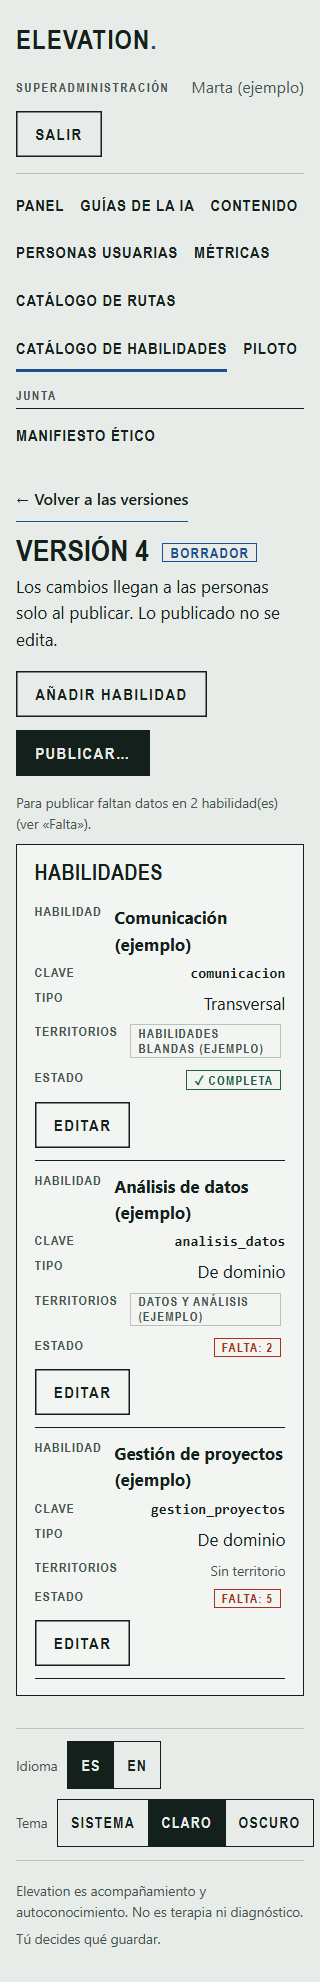 ELEVATION.
SUPERADMINISTRACIÓN Marta (ejemplo)
SALIR
PANEL GUÍAS DE LA IA CONTENIDO
PERSONAS USUARIAS MÉTRICAS
CATÁLOGO DE RUTAS
CATÁLOGO DE HABILIDADES PILOTO
JUNTA
MANIFIESTO ÉTICO
← Volver a las versiones
VERSIÓN 4 BORRADOR
Los cambios llegan a las personas
solo al publicar. Lo publicado no se
edita.
AÑADIR HABILIDAD
PUBLICAR…
Para publicar faltan datos en 2 habilidad(es)
(ver «Falta»).
HABILIDADES
HABILIDAD Comunicación
(ejemplo)
CLAVE comunicacion
TIPO Transversal
TERRITORIOS HABILIDADES
BLANDAS (EJEMPLO)
ESTADO ✓ COMPLETA
EDITAR
HABILIDAD Análisis de datos
(ejemplo)
CLAVE analisis_datos
TIPO De dominio
TERRITORIOS DATOS Y ANÁLISIS
(EJEMPLO)
ESTADO FALTA: 2
EDITAR
HABILIDAD Gestión de proyectos
(ejemplo)
CLAVE gestion_proyectos
TIPO De dominio
TERRITORIOS Sin territorio
ESTADO FALTA: 5
EDITAR
Idioma ES EN
Tema SISTEMA CLARO OSCURO
Elevation es acompañamiento y
autoconocimiento. No es terapia ni diagnóstico.
Tú decides qué guardar.